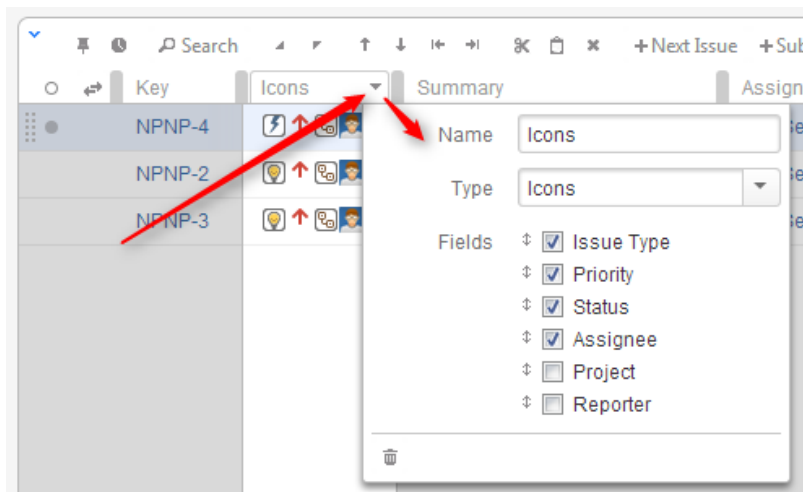 Search + Next Issue + Sub
Key Icons Summary Assign
NPNP-4
NPNP-2
NPNP-3
Name Icons
Type Icons
Fields Issue Type
Priority
Status
Assignee
Project
Reporter